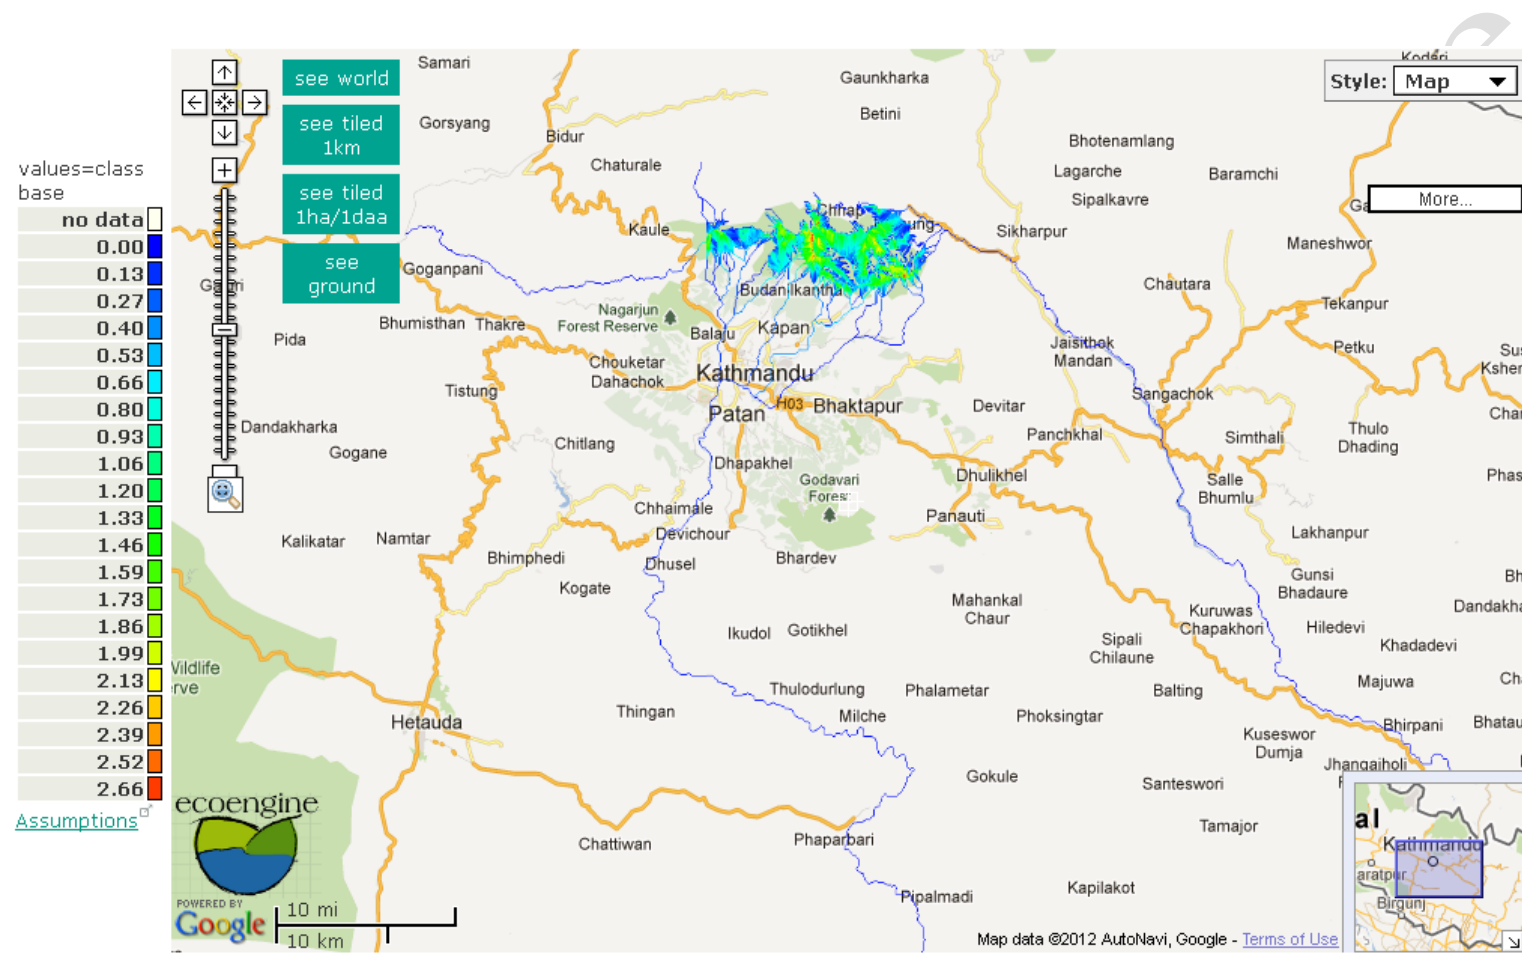 values=class
base
no data
0.00
0.13
0.27
0.40
0.53
0.66
0.80
0.93
1.06
1.20
1.33
1.46
1.59
1.73
1.86
1.99
2.13
2.26
2.39
2.52
2.66
Assumptions
see world
see tiled
1km
see tiled
1ha/1daa
see
ground
Style: Map
More...
Samari
Gaunkharka
Kodari
Gorsyang
Betini
Bidur
Bhotenamlang
Chaturale
Lagarche
Baramchi
Sipalkavre
Chhap
Kaule
Sikharpur
Maneshwor
Goganpani
Chautara
Budanilkantha
Tekanpur
Nagarjun
Forest Reserve
Bhumisthan
Thakre
Balaju
Kapan
Pida
Jaisithok
Mandan
Petku
Chouketar
Dahachok
Kathmandu
Tistung
Sangachok
Patan
H03
Bhaktapur
Devitar
Dandakharka
Chitlang
Panchkhal
Simthali
Thulo
Dhading
Gogane
Dhapakhel
Dhulikhel
Godavari
Forest
Salle
Bhumlu
Chhaimale
Panauti
Kalikatar
Namtar
Devichour
Lakhanpur
Bhimphedi
Dhusel
Bhardev
Gunsi
Bhadaure
Kogate
Mahankal
Chaur
Kuruwas
Chapakhori
Ikudol
Gotikhel
Hiledevi
Sipali
Chilaune
Khadadevi
Wildlife
Thulodurlung
Phalametar
Balting
Majuwa
Hetauda
Thingan
Milche
Phoksingtar
Bhirpani
Kuseswor
Dumja
Jhangajholi
Gokule
Santeswori
Tamajor
Chattiwan
Phaparbari
Kapilakot
Pipalmadi
ecoengine
POWERED BY
Google
10 mi
10 km
Map data ©2012 AutoNavi, Google - Terms of Use
al
Kathmandu
aratpur
Birgunj